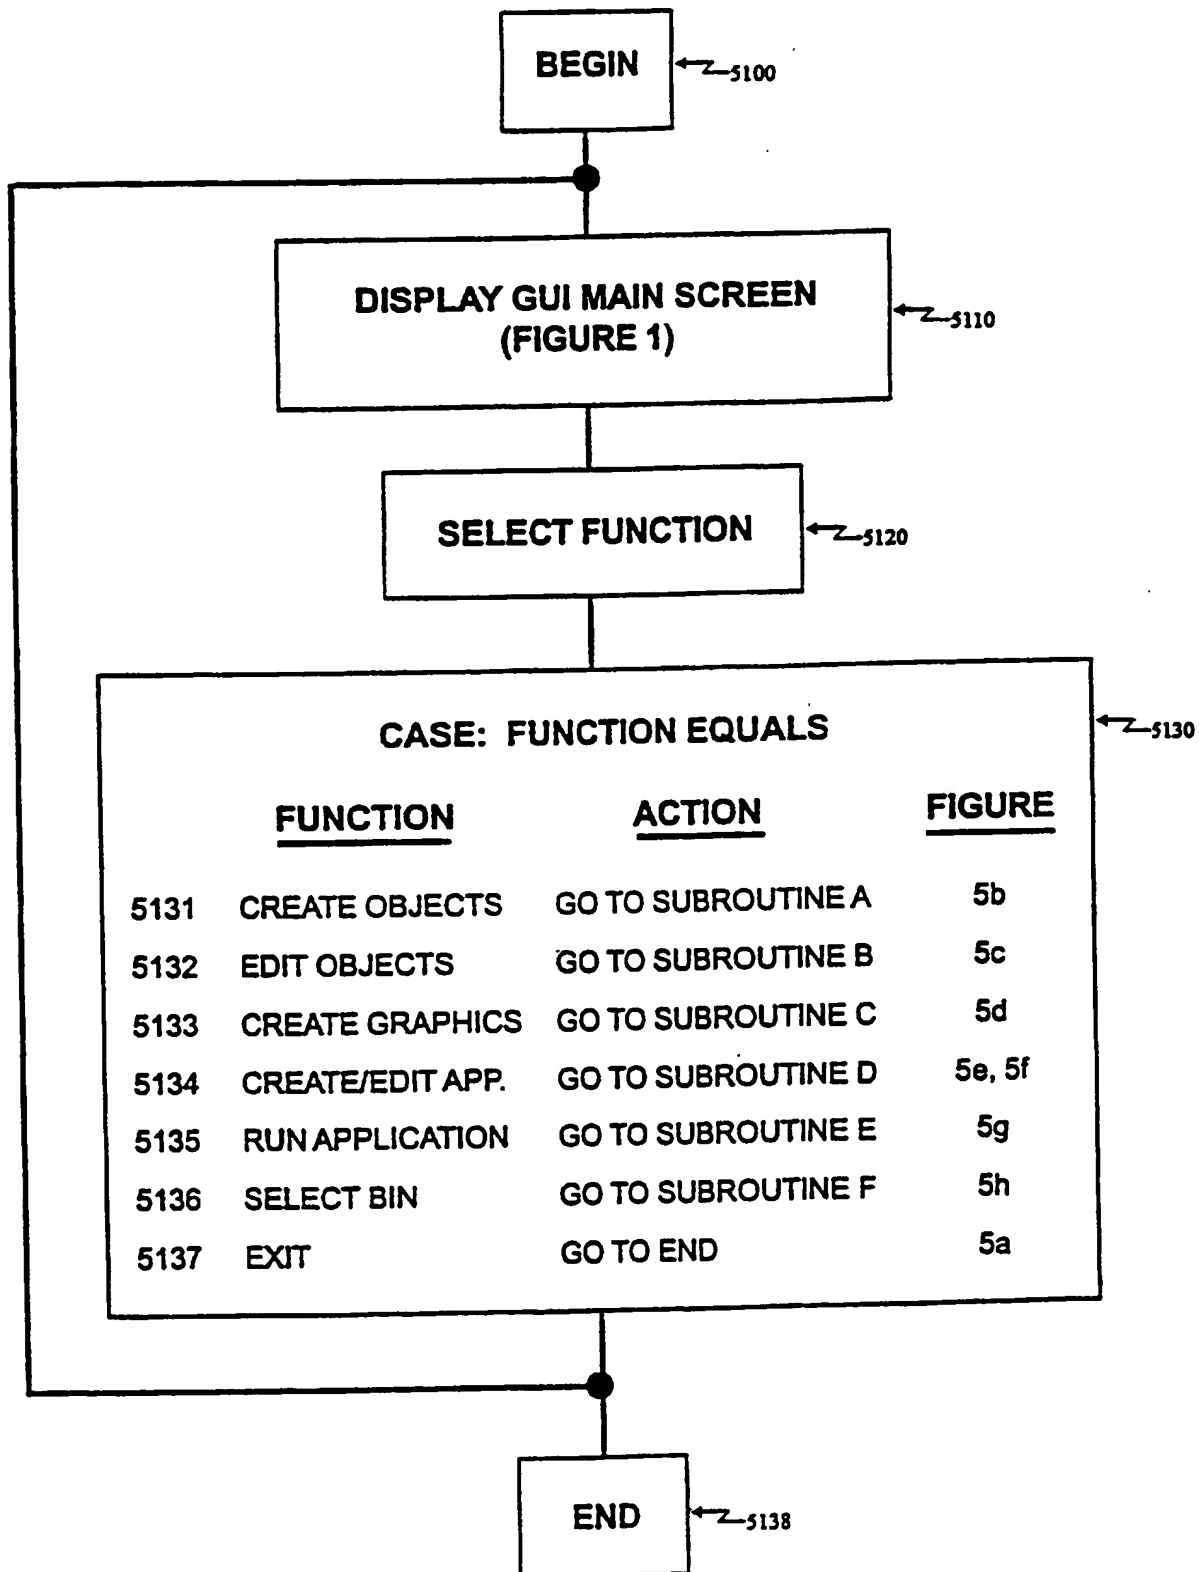 BEGIN
5100
DISPLAY GUI MAIN SCREEN
(FIGURE 1)
5110
SELECT FUNCTION
5120
CASE: FUNCTION EQUALS
5130
FUNCTION ACTION FIGURE
5131 CREATE OBJECTS GO TO SUBROUTINE A 5b
5132 EDIT OBJECTS GO TO SUBROUTINE B 5c
5133 CREATE GRAPHICS GO TO SUBROUTINE C 5d
5134 CREATE/EDIT APP. GO TO SUBROUTINE D 5e, 5f
5135 RUN APPLICATION GO TO SUBROUTINE E 5g
5136 SELECT BIN GO TO SUBROUTINE F 5h
5137 EXIT GO TO END 5a
END
5138